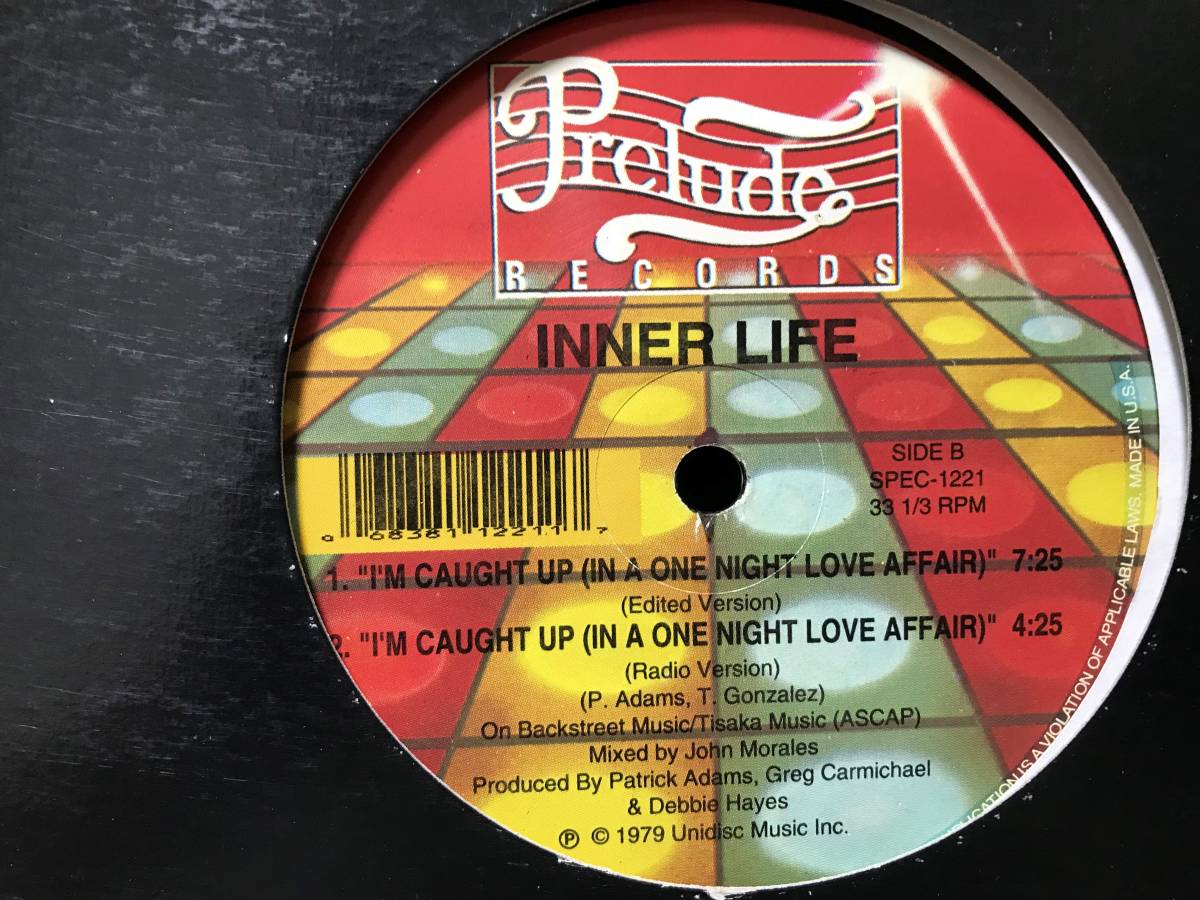 Prelude
RECORDS
INNER LIFE
SIDE B
SPEC-1221
33 1/3 RPM
0 68381 12211 7
1. "I'M CAUGHT UP (IN A ONE NIGHT LOVE AFFAIR)" 7:25
(Edited Version)
2. "I'M CAUGHT UP (IN A ONE NIGHT LOVE AFFAIR)" 4:25
(Radio Version)
(P. Adams, T. Gonzalez)
On Backstreet Music/Tisaka Music (ASCAP)
Mixed by John Morales
Produced By Patrick Adams, Greg Carmichael
& Debbie Hayes
℗ © 1979 Unidisc Music Inc.
IS A VIOLATION OF APPLICABLE LAWS. MADE IN U.S.A.